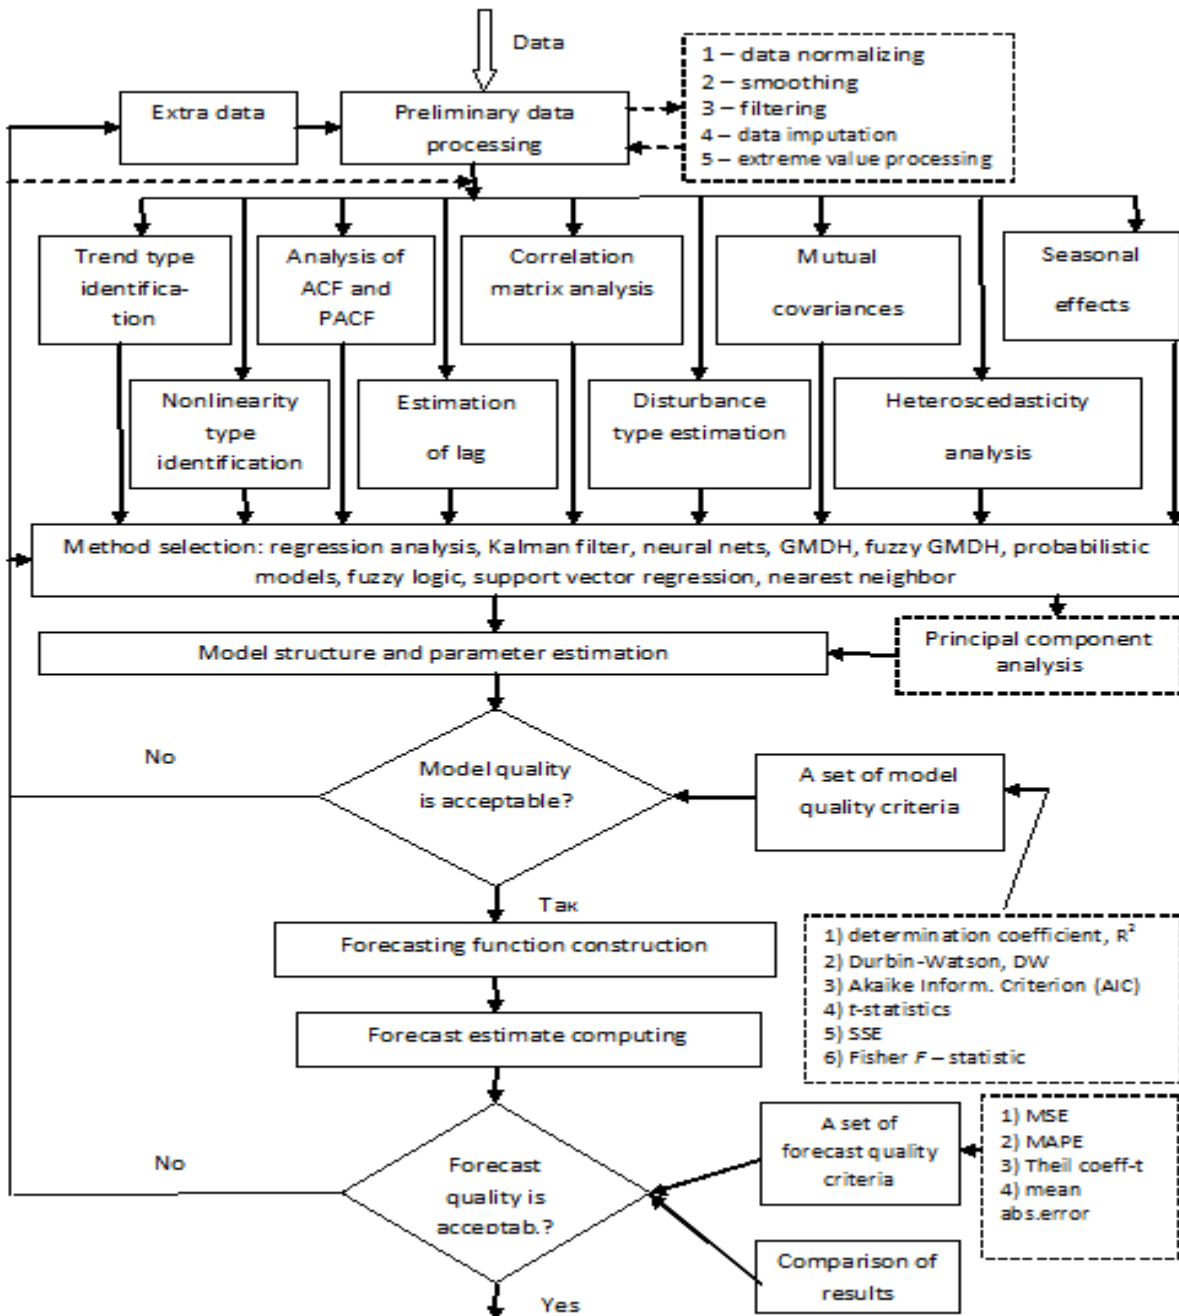 Data
1 – data normalizing
2 – smoothing
3 – filtering
4 – data imputation
5 – extreme value processing
Extra data
Preliminary data
processing
Trend type
identifica-
tion
Analysis of
ACF and
PACF
Correlation
matrix analysis
Mutual
covariances
Seasonal
effects
Nonlinearity
type
identification
Estimation
of lag
Disturbance
type estimation
Heteroscedasticity
analysis
Method selection: regression analysis, Kalman filter, neural nets, GMDH, fuzzy GMDH, probabilistic
models, fuzzy logic, support vector regression, nearest neighbor
Model structure and parameter estimation
Principal component
analysis
No
Model quality
is acceptable?
A set of model
quality criteria
Так
Forecasting function construction
1) determination coefficient, R²
2) Durbin-Watson, DW
3) Akaike Inform. Criterion (AIC)
4) t-statistics
5) SSE
6) Fisher F – statistic
Forecast estimate computing
No
Forecast
quality is
acceptab.?
A set of
forecast quality
criteria
1) MSE
2) MAPE
3) Theil coeff-t
4) mean
abs.error
Comparison of
results
Yes